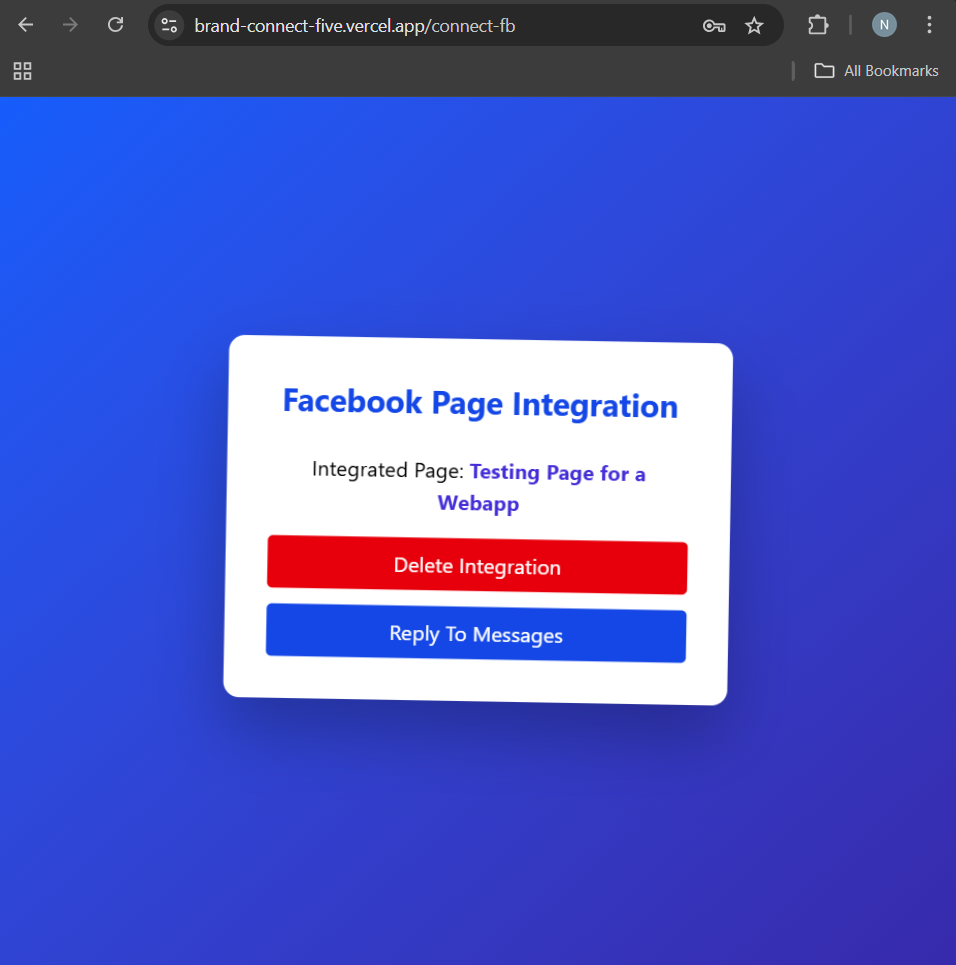 brand-connect-five.vercel.app/connect-fb
N
All Bookmarks
Facebook Page Integration
Integrated Page: Testing Page for a
Webapp
Delete Integration
Reply To Messages